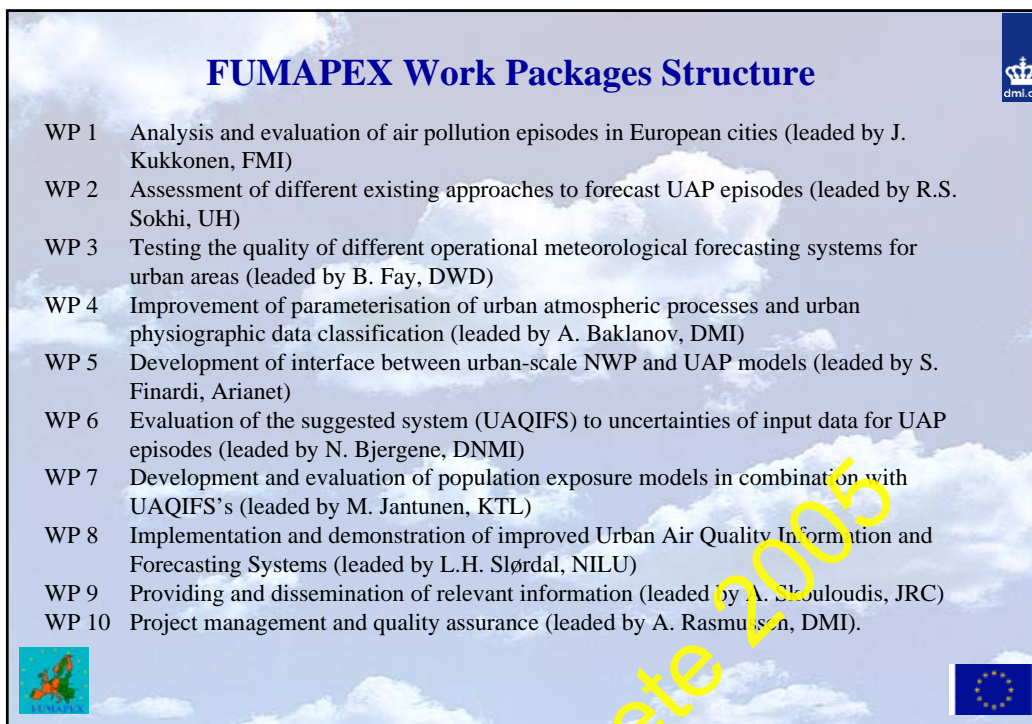 FUMAPEX Work Packages Structure
dmi.d
WP 1 Analysis and evaluation of air pollution episodes in European cities (leaded by J.
Kukkonen, FMI)
WP 2 Assessment of different existing approaches to forecast UAP episodes (leaded by R.S.
Sokhi, UH)
WP 3 Testing the quality of different operational meteorological forecasting systems for
urban areas (leaded by B. Fay, DWD)
WP 4 Improvement of parameterisation of urban atmospheric processes and urban
physiographic data classification (leaded by A. Baklanov, DMI)
WP 5 Development of interface between urban-scale NWP and UAP models (leaded by S.
Finardi, Arianet)
WP 6 Evaluation of the suggested system (UAQIFS) to uncertainties of input data for UAP
episodes (leaded by N. Bjergene, DNMI)
WP 7 Development and evaluation of population exposure models in combination with
UAQIFS's (leaded by M. Jantunen, KTL)
WP 8 Implementation and demonstration of improved Urban Air Quality Information and
Forecasting Systems (leaded by L.H. Slørdal, NILU)
WP 9 Providing and dissemination of relevant information (leaded by A. Skouloudis, JRC)
WP 10 Project management and quality assurance (leaded by A. Rasmussen, DMI).
ete 2005
FUMAPEX